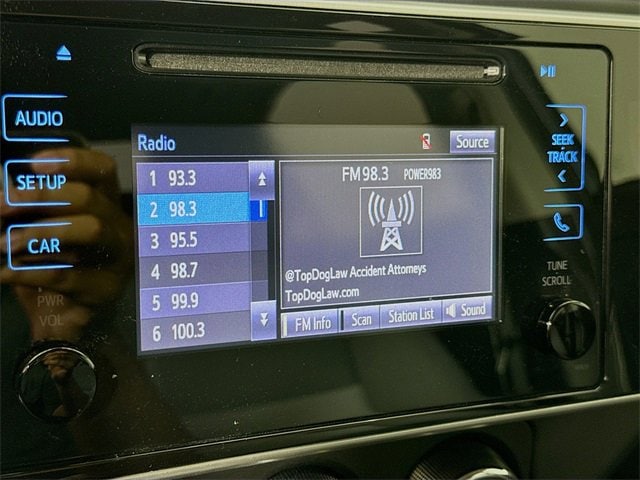 AUDIO
SETUP
CAR
PWR
VOL
Radio
Source
1 93.3
2 98.3
3 95.5
4 98.7
5 99.9
6 100.3
FM 98.3 POWER983
@TopDogLaw Accident Attorneys
TopDogLaw.com
FM Info
Scan
Station List
Sound
SEEK
TRACK
TUNE
SCROLL